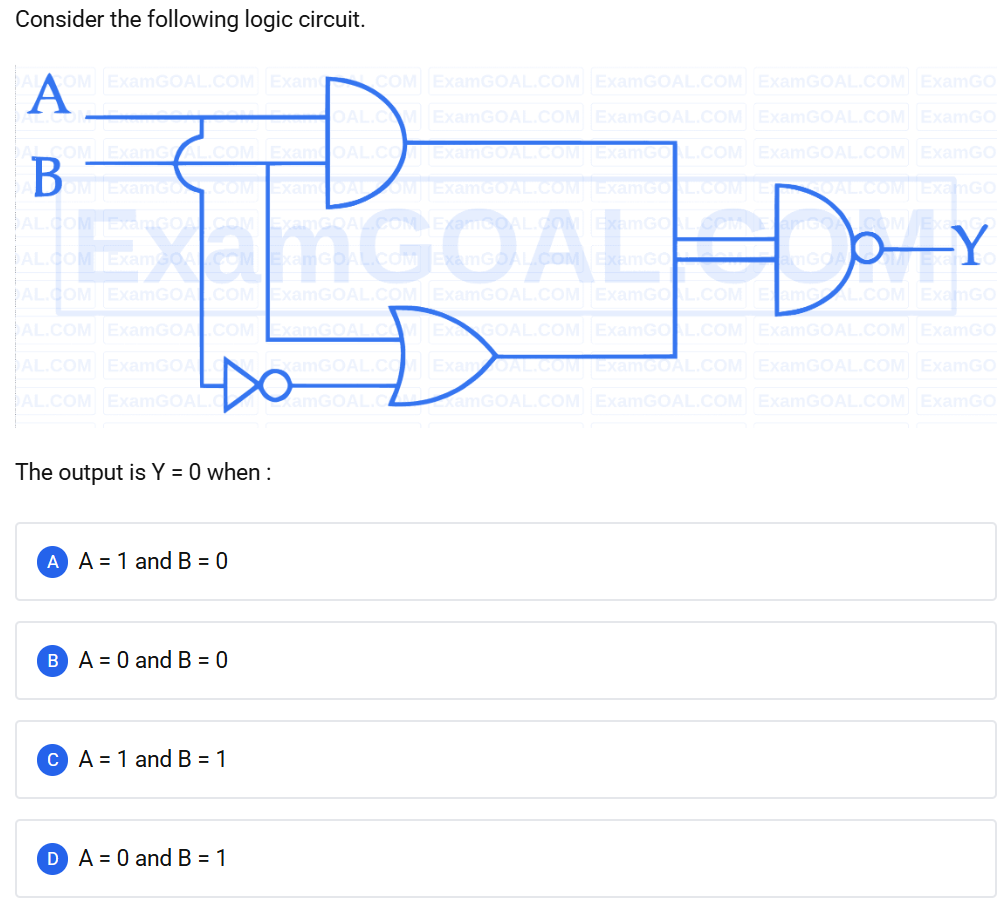 Consider the following logic circuit.
A
B
Y
ExamGOAL.COM
The output is Y = 0 when :
A A = 1 and B = 0
B A = 0 and B = 0
C A = 1 and B = 1
D A = 0 and B = 1